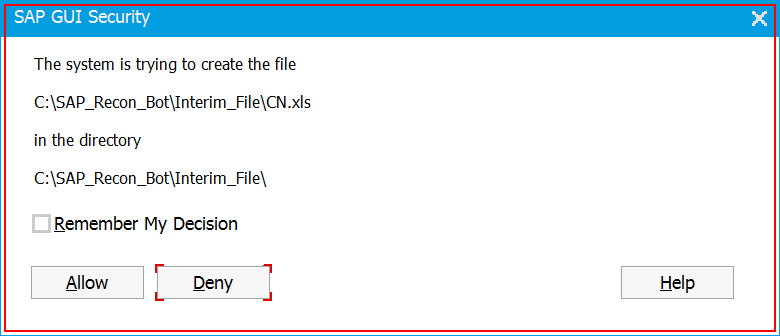 SAP GUI Security
The system is trying to create the file
C:\SAP_Recon_Bot\Interim_File\CN.xls
in the directory
C:\SAP_Recon_Bot\Interim_File\
Remember My Decision
Allow Deny Help